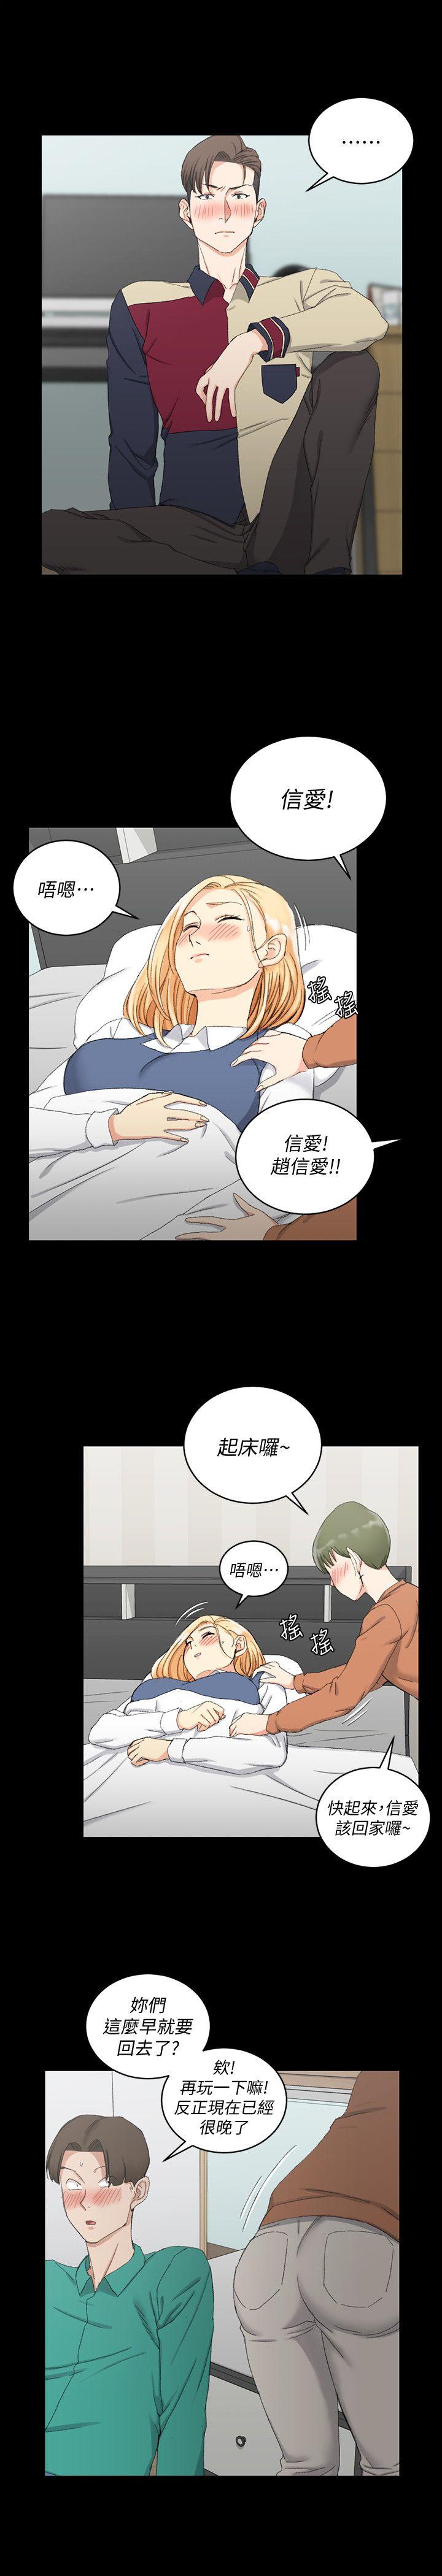 ⋯⋯
信愛!
唔嗯⋯
搖
搖
信愛!
趙信愛!!
起床囉~
唔嗯⋯
搖
搖
快起來,信愛
該回家囉~
妳們
這麼早就要
回去了?
欸!
再玩一下嘛!
反正現在已經
很晚了